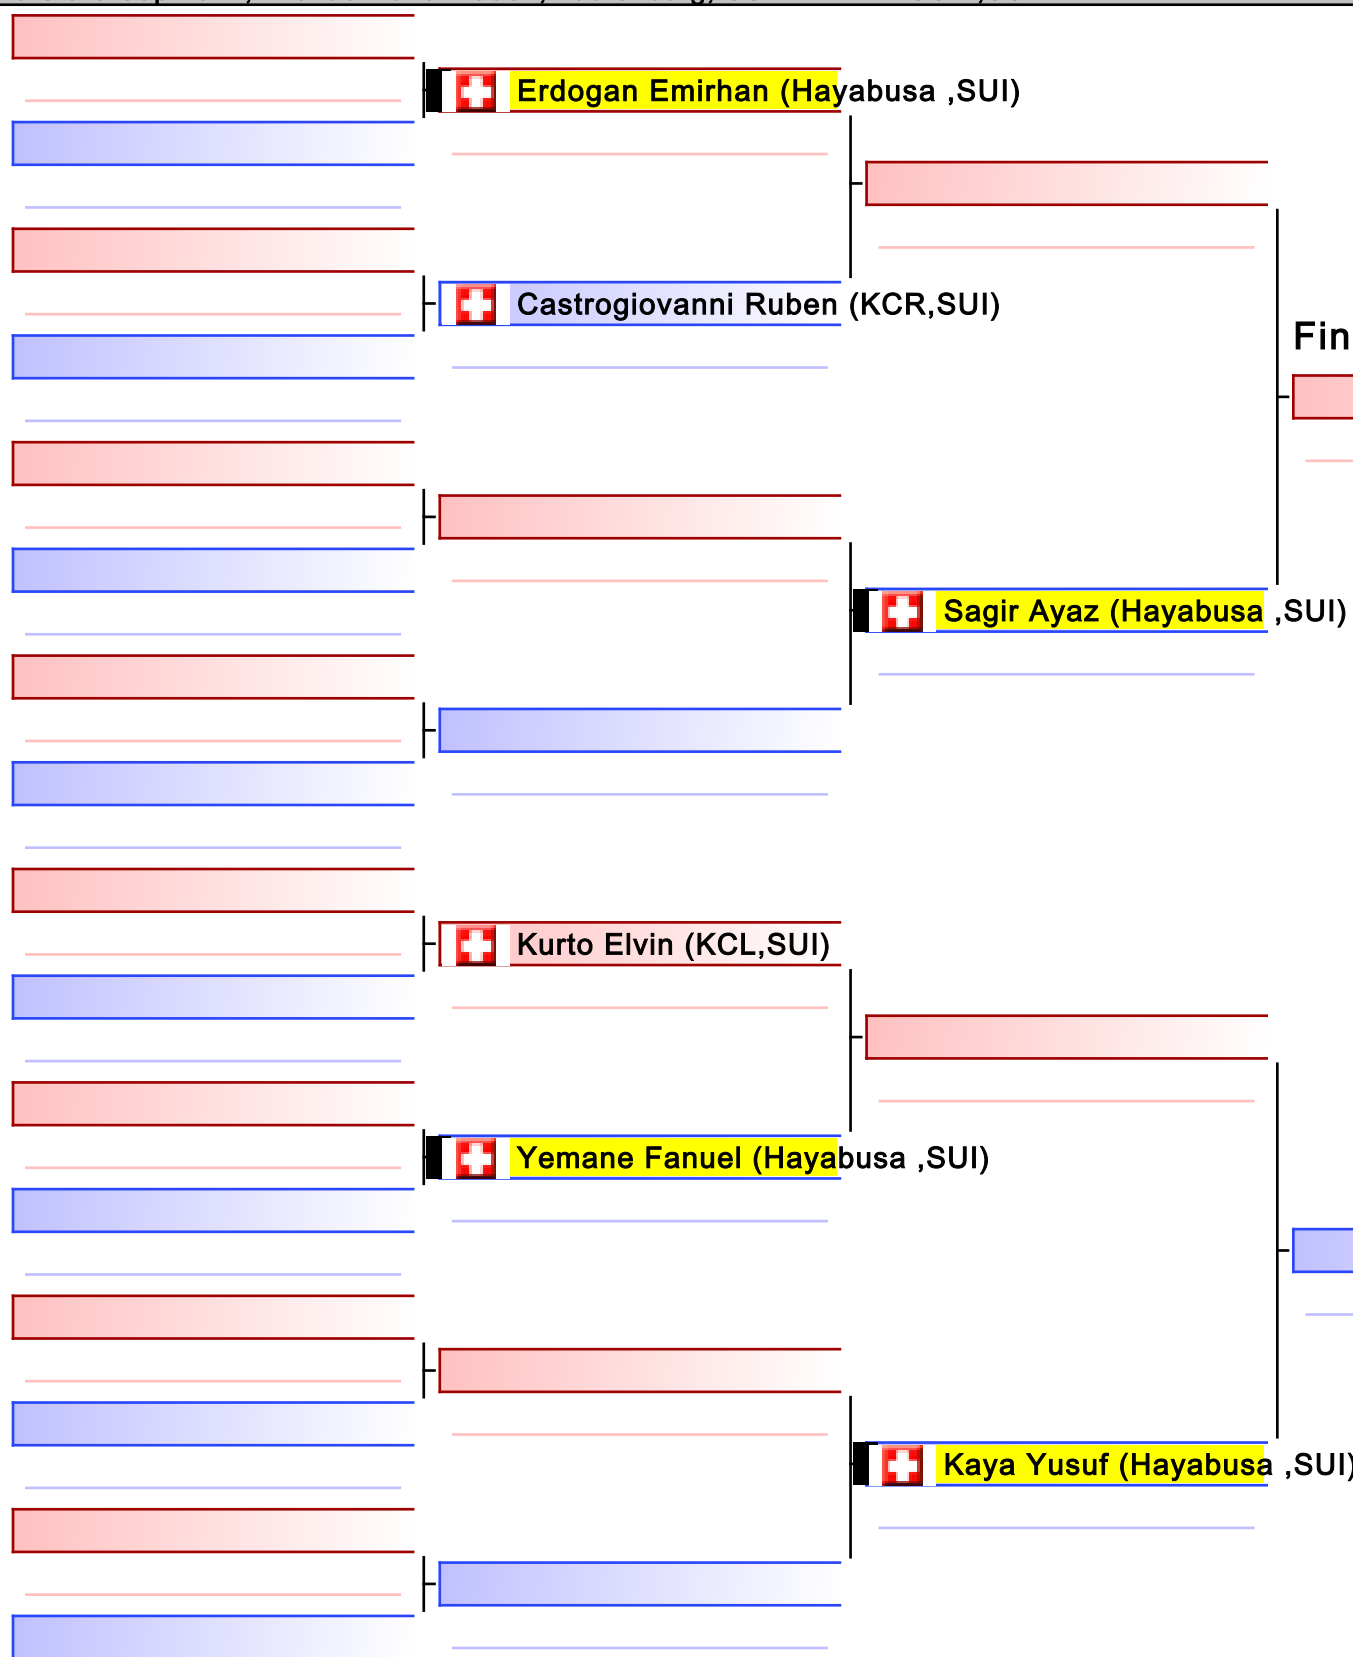 Erdogan Emirhan (Hayabusa ,SUI)
Castrogiovanni Ruben (KCR,SUI)
Fin
Sagir Ayaz (Hayabusa ,SUI)
Kurto Elvin (KCL,SUI)
Yemane Fanuel (Hayabusa ,SUI)
Kaya Yusuf (Hayabusa ,SUI)